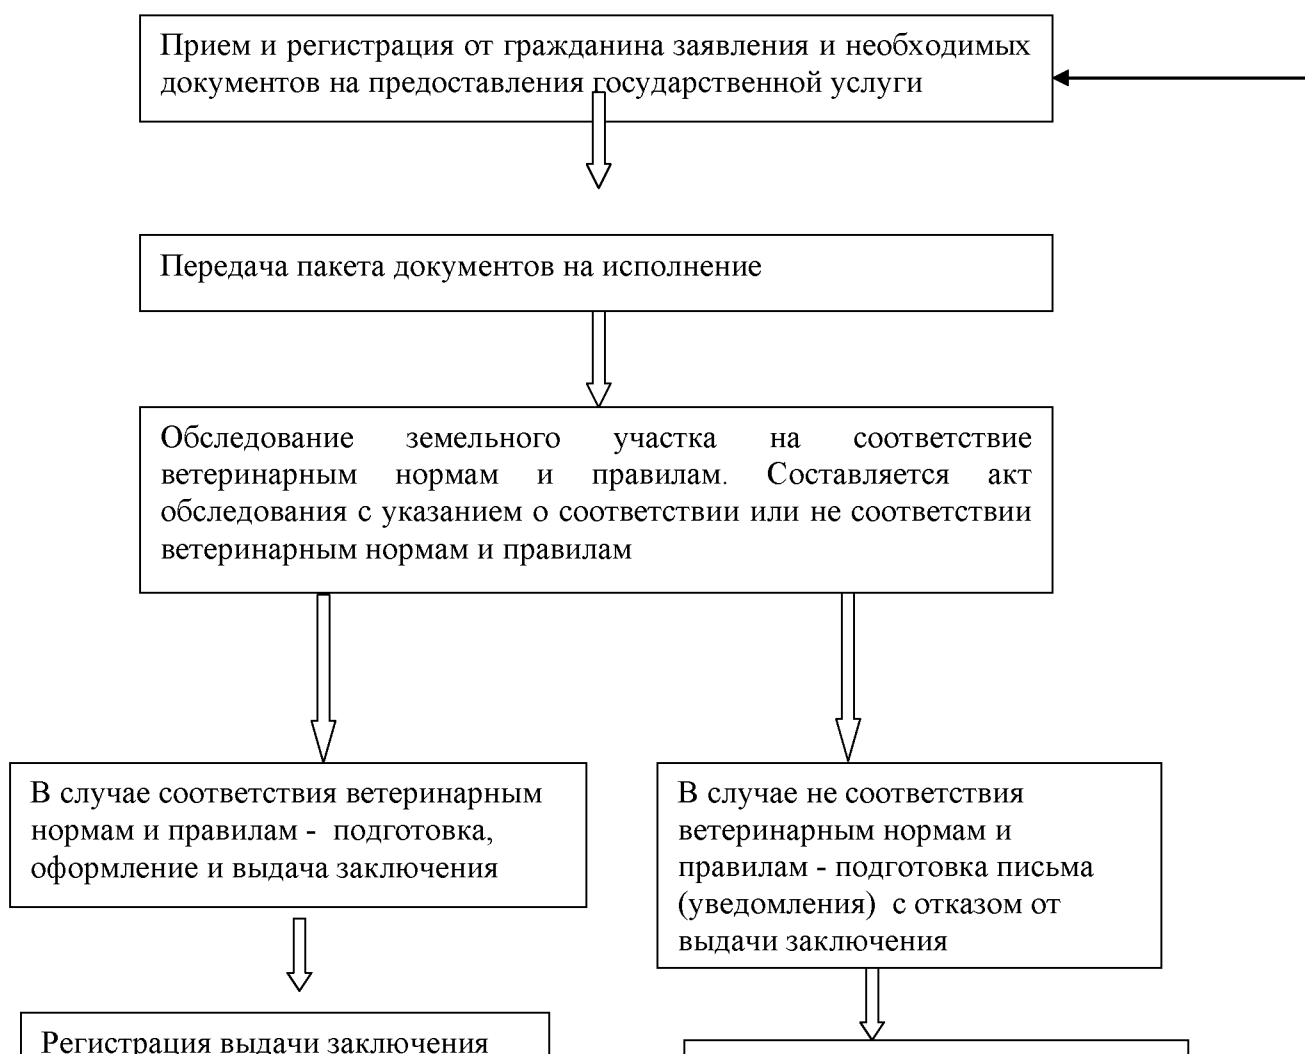 Прием и регистрация от гражданина заявления и необходимых
документов на предоставления государственной услуги
Передача пакета документов на исполнение
Обследование земельного участка на соответствие
ветеринарным нормам и правилам. Составляется акт
обследования с указанием о соответствии или не соответствии
ветеринарным нормам и правилам
В случае соответствия ветеринарным
нормам и правилам - подготовка,
оформление и выдача заключения
В случае не соответствия
ветеринарным нормам и
правилам - подготовка письма
(уведомления) с отказом от
выдачи заключения
Регистрация выдачи заключения